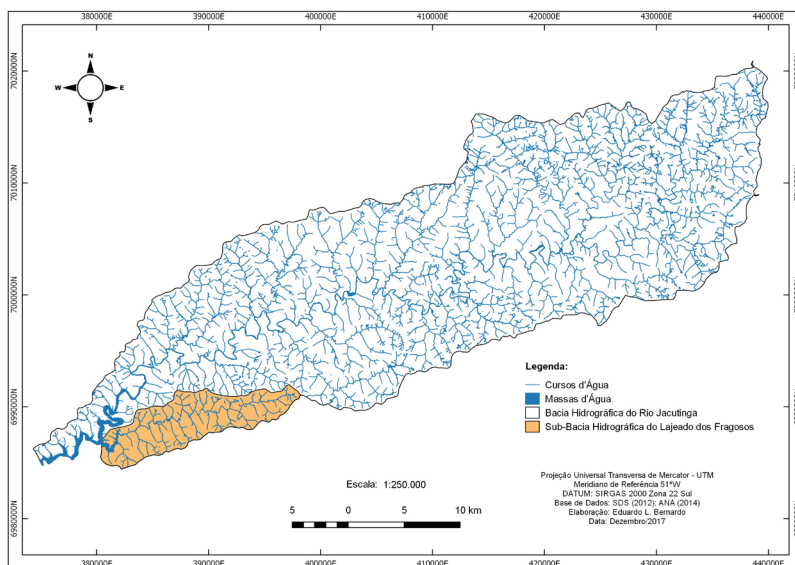 380000E 390000E 400000E 410000E 420000E 430000E 440000E
7020000N
7010000N
7000000N
6990000N
6980000N
N
W E
S
Legenda:
Cursos d'Água
Massas d'Água
Bacia Hidrográfica do Rio Jacutinga
Sub-Bacia Hidrográfica do Lajeado dos Fragosos
Escala: 1:250.000
5 0 5 10 km
Projeção Universal Transversa de Mercator - UTM
Meridiano de Referência 51°W
DATUM: SIRGAS 2000 Zona 22 Sul
Base de Dados: SDS (2012); ANA (2014)
Elaboração: Eduardo L. Bernardo
Data: Dezembro/2017
380000E 390000E 400000E 410000E 420000E 430000E 440000E